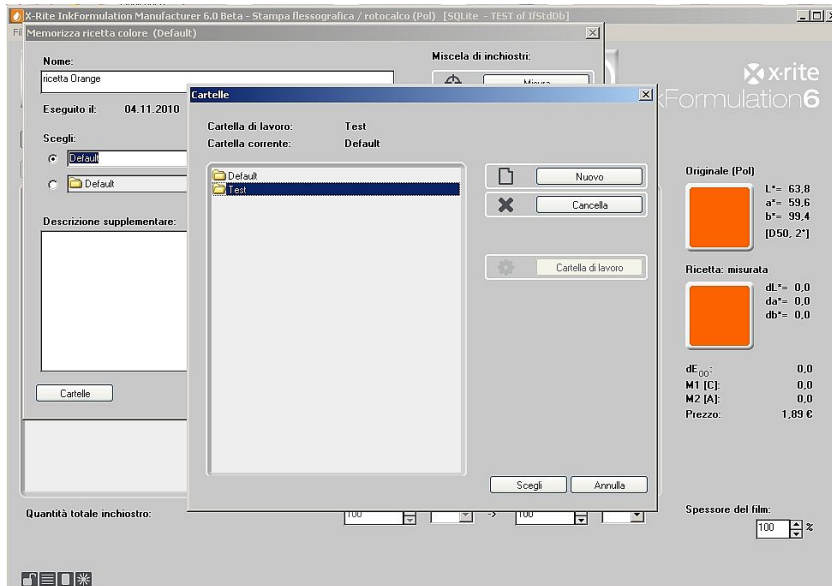 X-Rite InkFormulation Manufacturer 6.0 Beta - Stampa flessografica / rotocalco (Pol) [SQLite - TEST of IfStdDb]
Memorizza ricetta colore (Default)
Nome:
ricetta Orange
Miscela di inchiostri:
Misura
Eseguito il: 04.11.2010
Scegli:
Default
Default
Descrizione supplementare:
Cartelle
Cartelle
Cartella di lavoro: Test
Cartella corrente: Default
Default
Test
Nuovo
Cancella
Cartella di lavoro
Scegli
Annulla
x·rite
Formulation6
Originale (Pol)
L*= 63,8
a*= 59,6
b*= 99,4
[D50, 2°]
Ricetta: misurata
dL*= 0,0
da*= 0,0
db*= 0,0
dE00: 0,0
M1 [C]: 0,0
M2 [A]: 0,0
Prezzo: 1,89 €
Quantità totale inchiostro: 100 -> 100
Spessore del film:
100 %